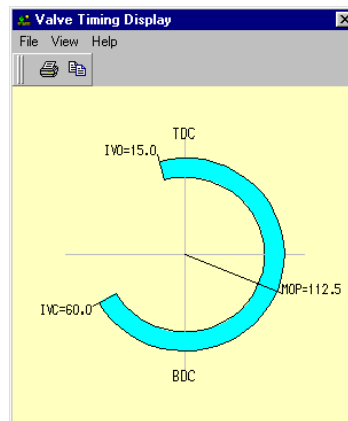 Valve Timing Display
File View Help
TDC
IVO=15.0
MOP=112.5
IVC=60.0
BDC